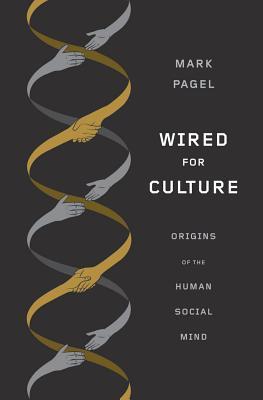 MARK
PAGEL
WIRED
FOR
CULTURE
ORIGINS
OF THE
HUMAN
SOCIAL
MIND